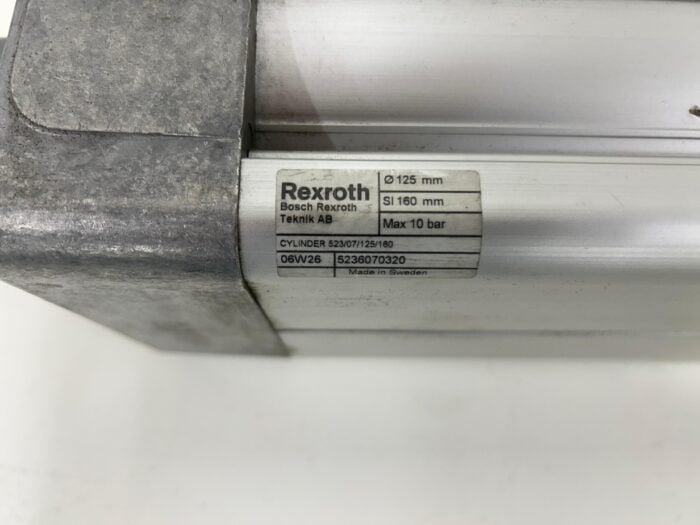 Rexroth
Bosch Rexroth
Teknik AB
Ø 125 mm
Sl 160 mm
Max 10 bar
CYLINDER 523/07/125/160
06W26 5236070320
Made in Sweden